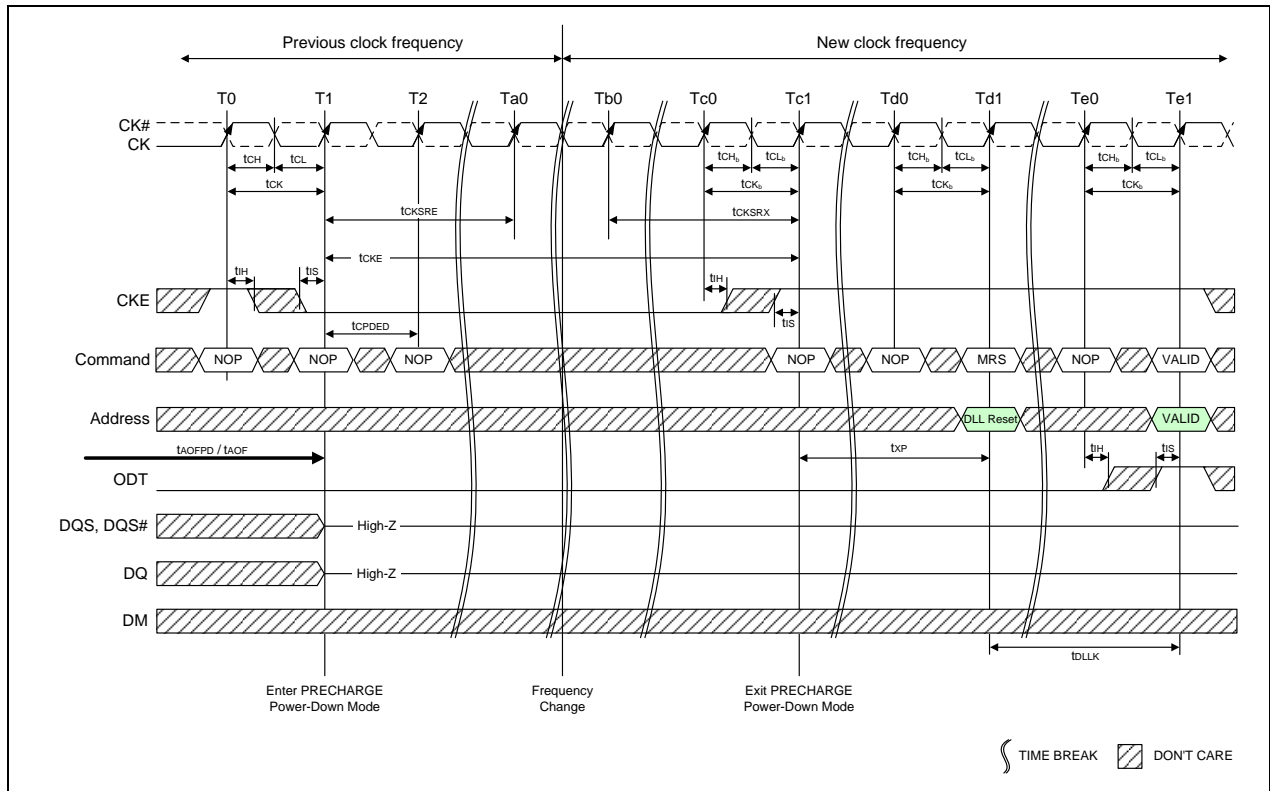 Previous clock frequency New clock frequency
T0 T1 T2 Ta0 Tb0 Tc0 Tc1 Td0 Td1 Te0 Te1
CK#
CK
tCH tCL tCHb tCLb tCHb tCLb tCHb tCLb
tCK tCKb tCKb tCKb
tCKSRE tCKSRX
tCKE
tIH tIS tIH
CKE
tIS
tCPDED
Command NOP NOP NOP NOP NOP MRS NOP VALID
Address DLL Reset VALID
tAOFPD / tAOF tXP tIH tIS
ODT
DQS, DQS# High-Z
DQ High-Z
DM
tDLLK
Enter PRECHARGE
Power-Down Mode
Frequency
Change
Exit PRECHARGE
Power-Down Mode
TIME BREAK DON'T CARE